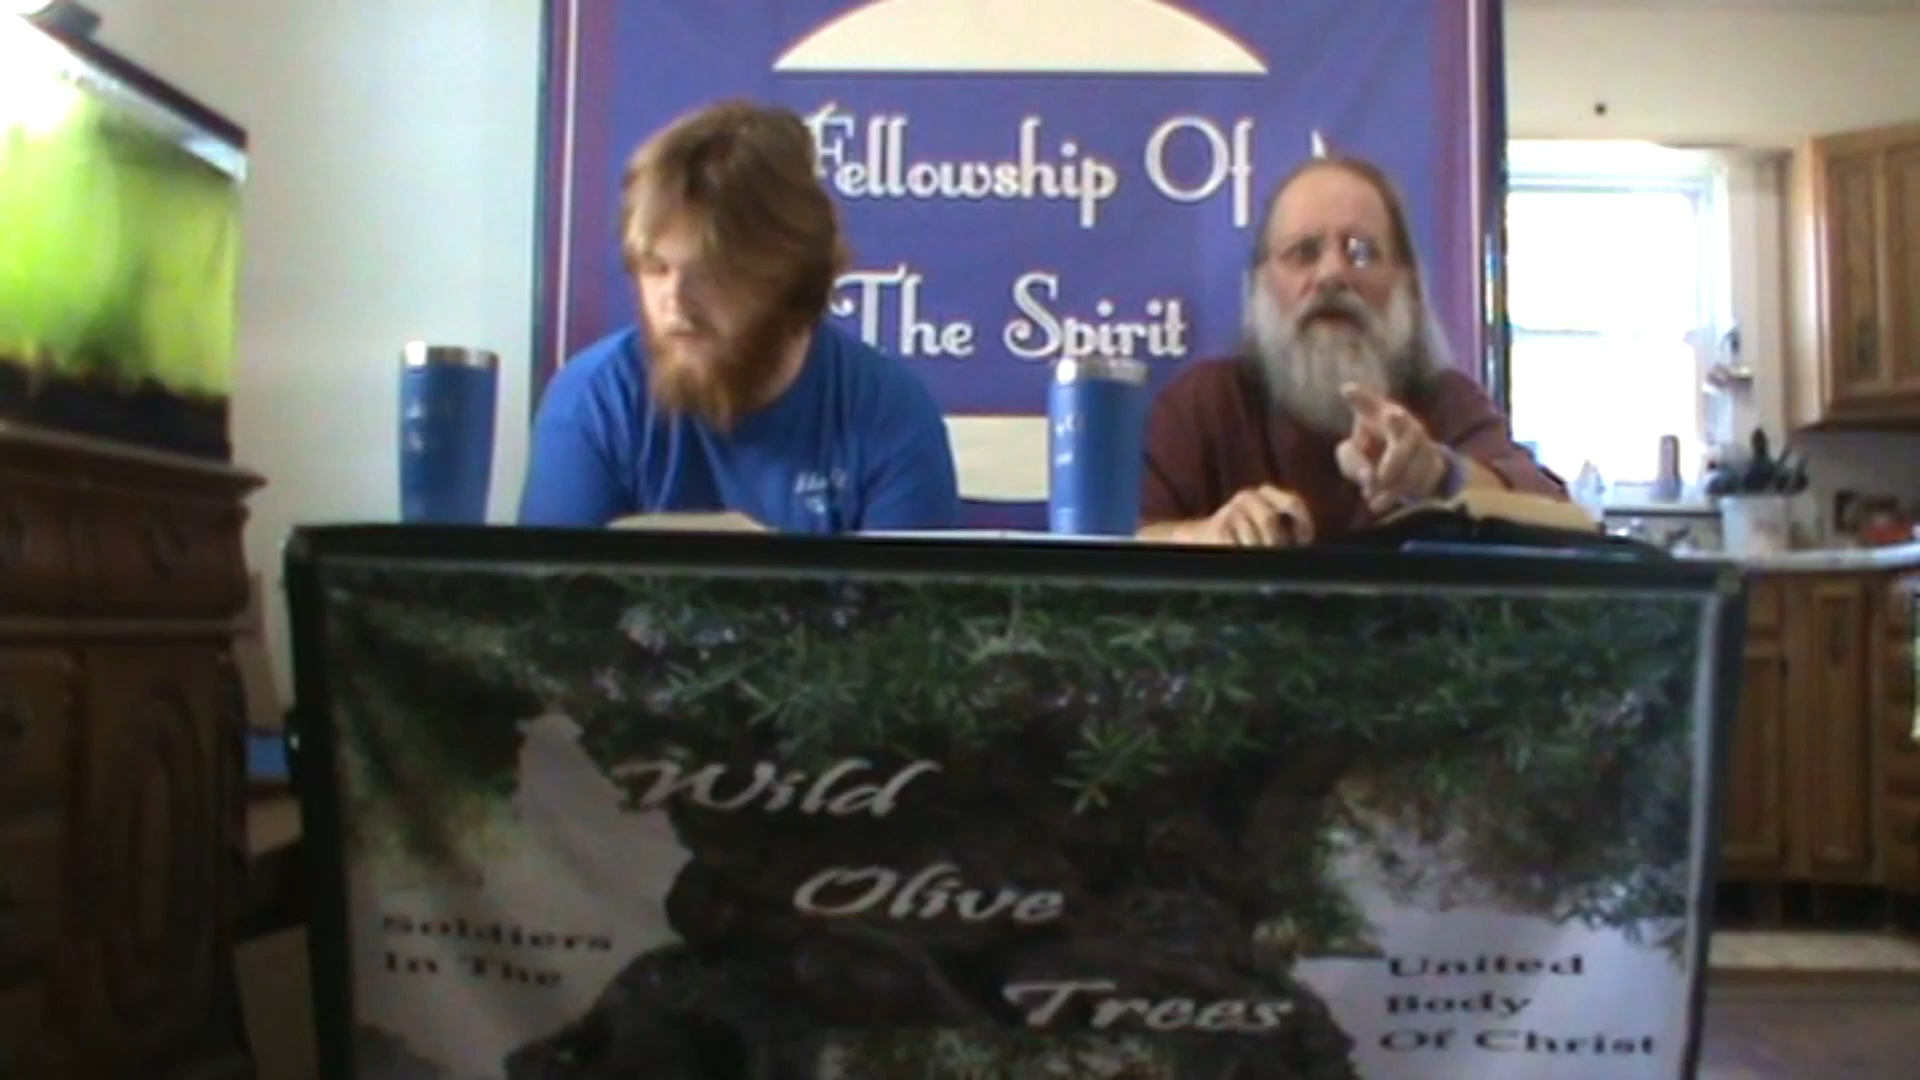 Fellowship Of
The Spirit
Wild
Olive
Trees
Soldiers
In The
United
Body
Of Christ